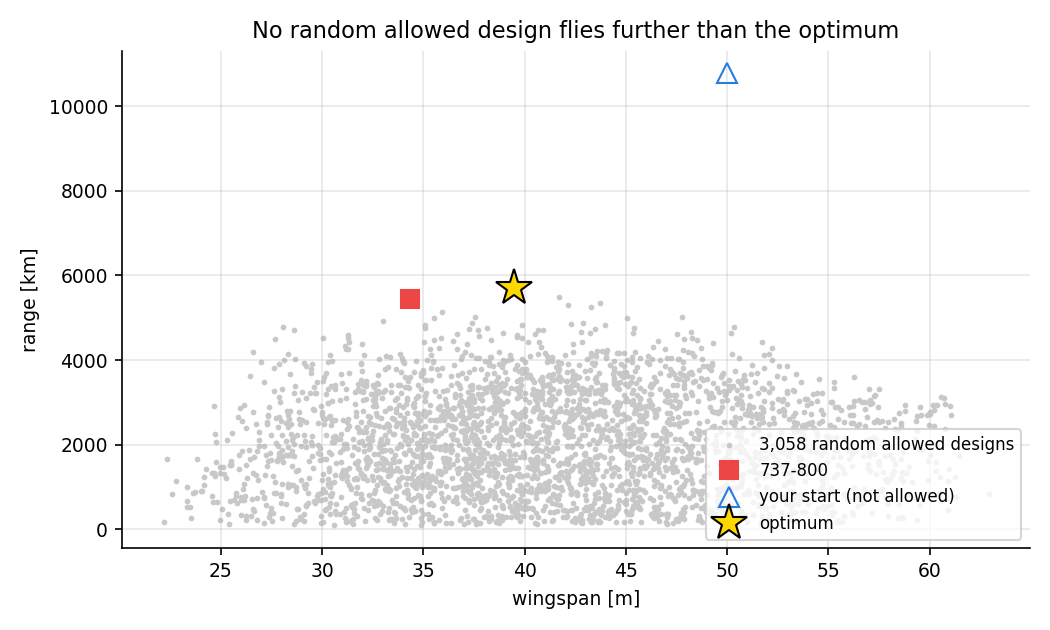 No random allowed design flies further than the optimum
range [km]
10000
8000
6000
4000
2000
0
25 30 35 40 45 50 55 60
wingspan [m]
3,058 random allowed designs
737-800
your start (not allowed)
optimum